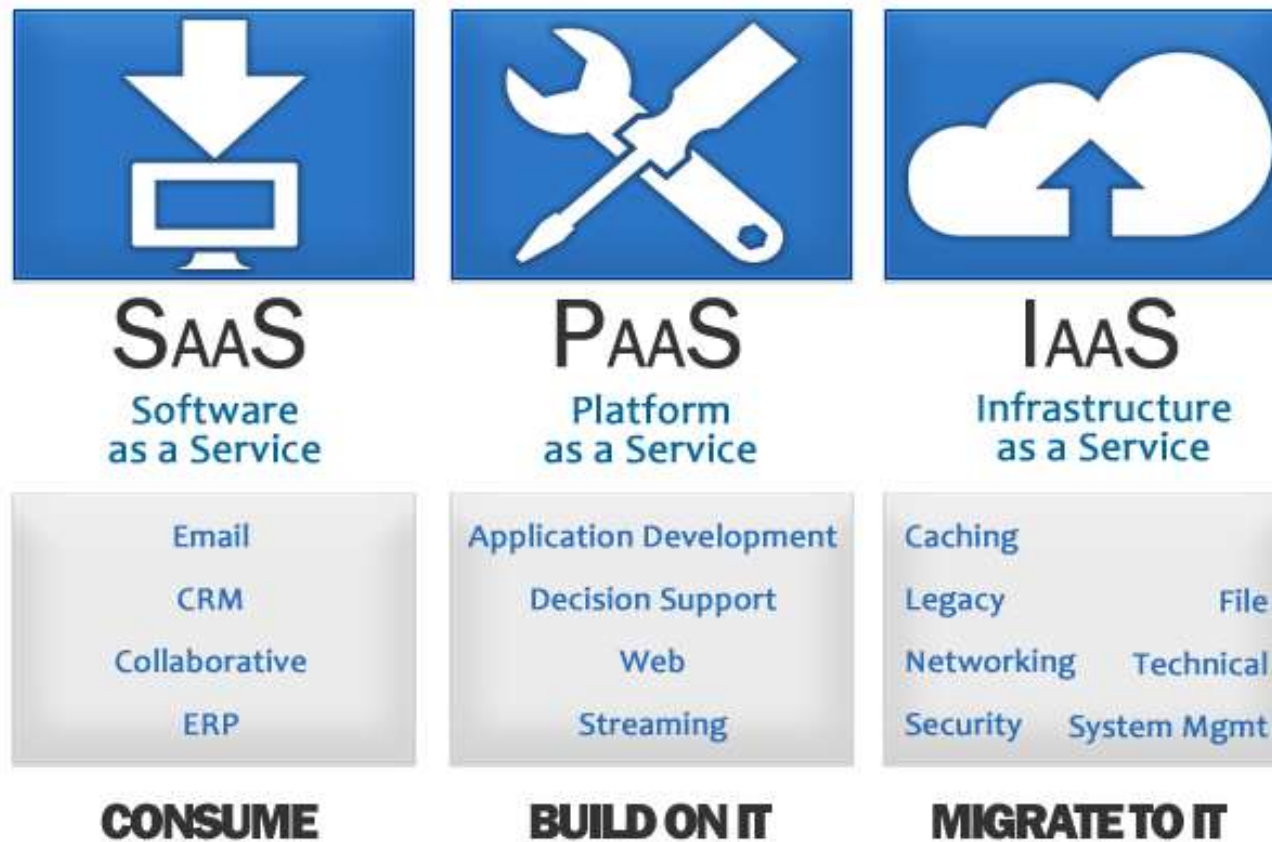 SAAS
Software
as a Service
Email
CRM
Collaborative
ERP
CONSUME
PAAS
Platform
as a Service
Application Development
Decision Support
Web
Streaming
BUILD ON IT
IAAS
Infrastructure
as a Service
Caching
Legacy File
Networking Technical
Security System Mgmt
MIGRATE TO IT